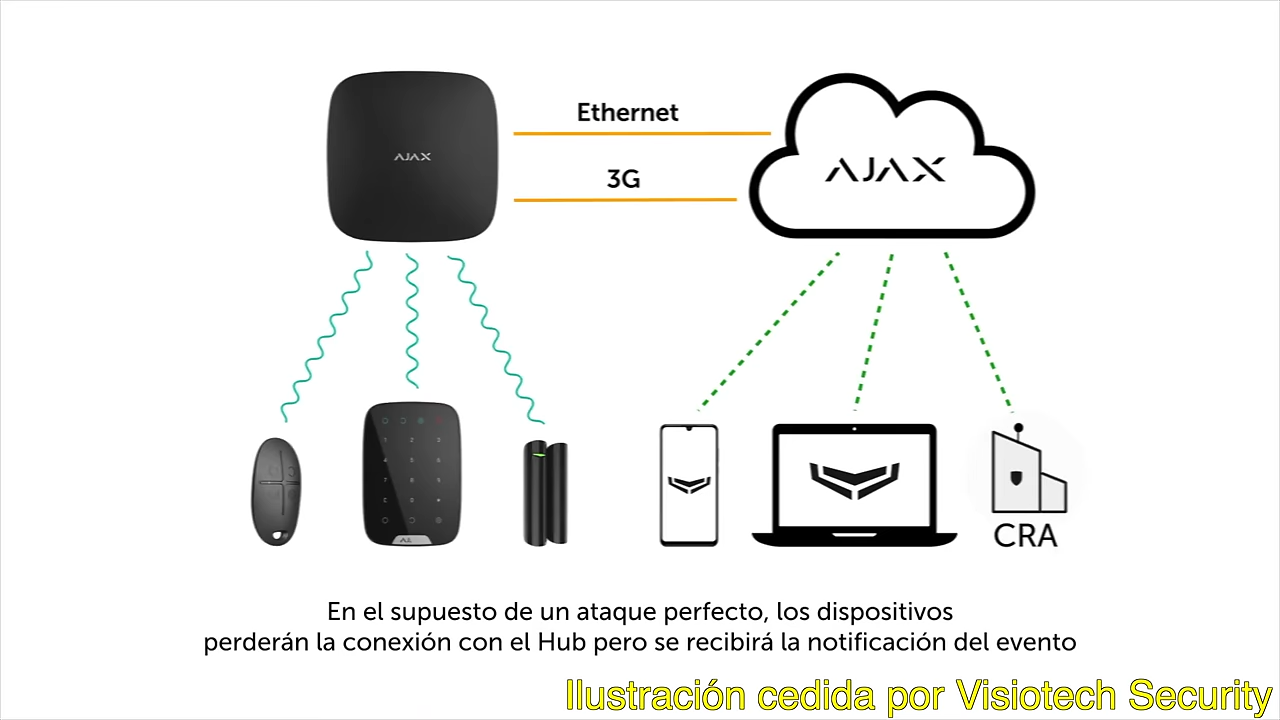 AJAX
Ethernet
3G
AJAX
CRA
En el supuesto de un ataque perfecto, los dispositivos
perderán la conexión con el Hub pero se recibirá la notificación del evento
Ilustración cedida por Visiotech Security